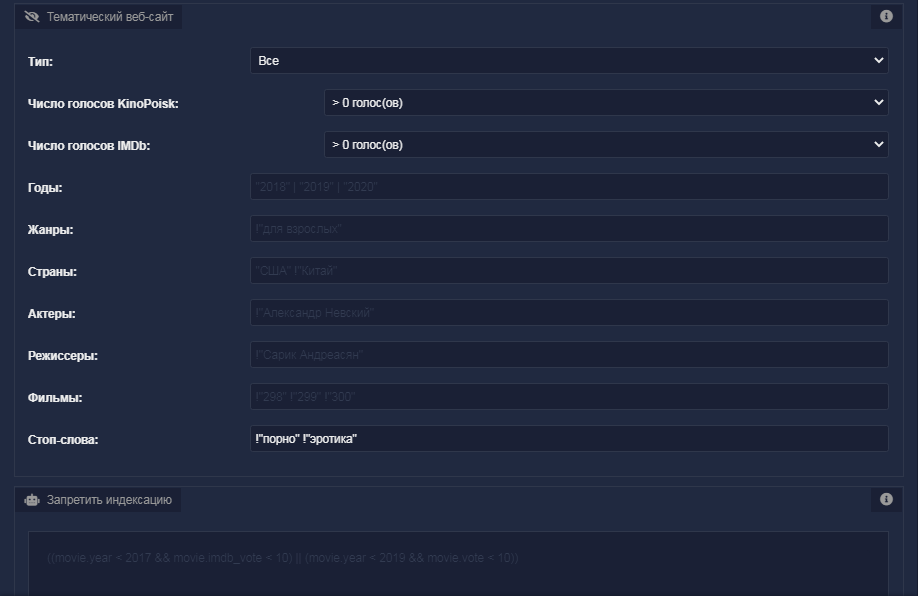 Тематический веб-сайт
Тип: Все
Число голосов KinoPoisk: > 0 голос(ов)
Число голосов IMDb: > 0 голос(ов)
Годы: "2018" | "2019" | "2020"
Жанры: !"для взрослых"
Страны: "США" !"Китай"
Актеры: !"Александр Невский"
Режиссеры: !"Сарик Андреасян"
Фильмы: !"298" !"299" !"300"
Стоп-слова: !"порно" !"эротика"
Запретить индексацию
((movie.year < 2017 && movie.imdb_vote < 10) || (movie.year < 2019 && movie.vote < 10))